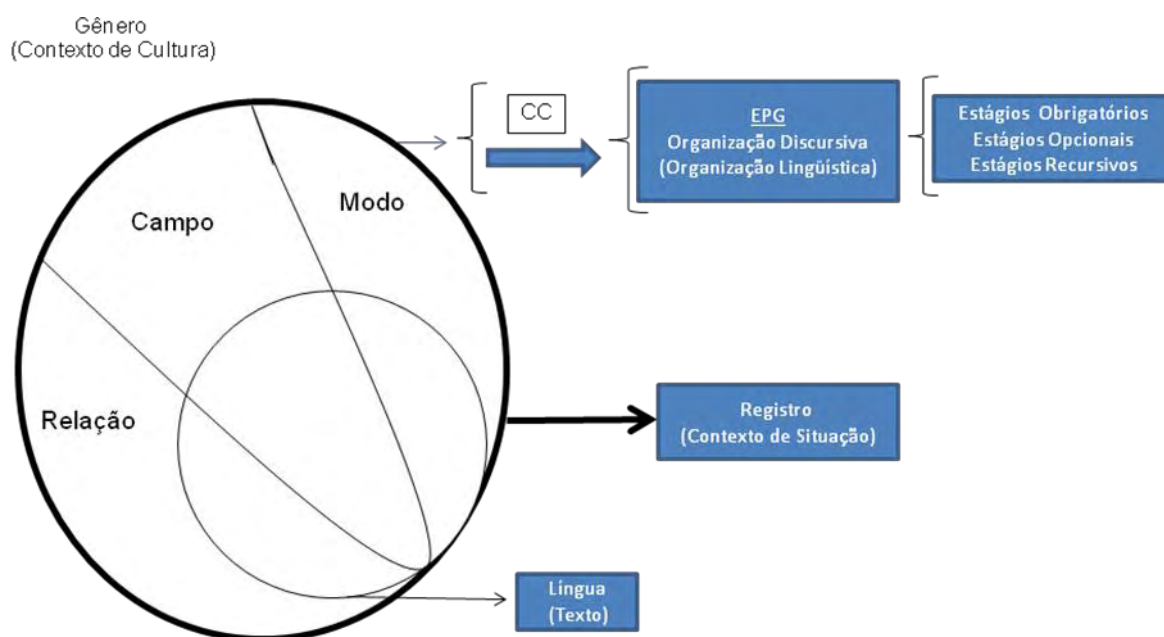 Gênero
(Contexto de Cultura)
CC
EPG
Organização Discursiva
(Organização Lingüística)
Estágios Obrigatórios
Estágios Opcionais
Estágios Recursivos
Modo
Campo
Relação
Registro
(Contexto de Situação)
Língua
(Texto)